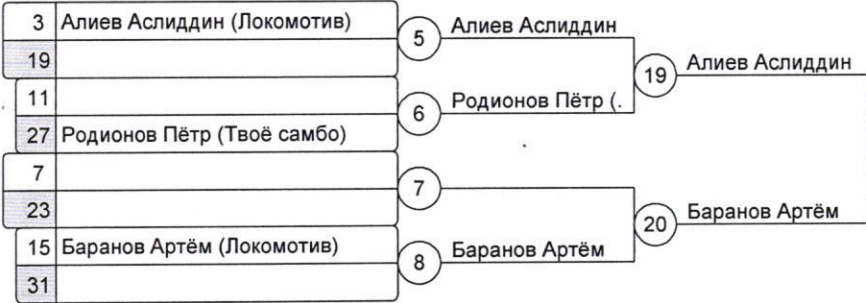 3 Алиев Аслиддин (Локомотив)
5 Алиев Аслиддин
19
19 Алиев Аслиддин
11
6 Родионов Пётр (.
27 Родионов Пётр (Твоё самбо)
7
7
23
20 Баранов Артём
15 Баранов Артём (Локомотив)
8 Баранов Артём
31